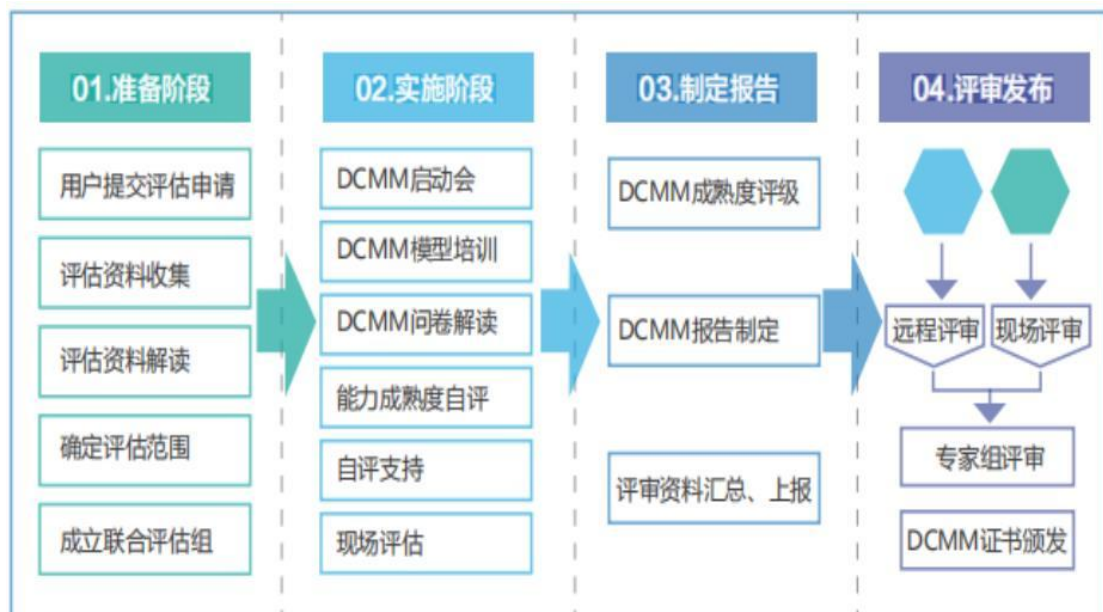 01.准备阶段
用户提交评估申请
评估资料收集
评估资料解读
确定评估范围
成立联合评估组
02.实施阶段
DCMM启动会
DCMM模型培训
DCMM问卷解读
能力成熟度自评
自评支持
现场评估
03.制定报告
DCMM成熟度评级
DCMM报告制定
评审资料汇总、上报
04.评审发布
远程评审
现场评审
专家组评审
DCMM证书颁发